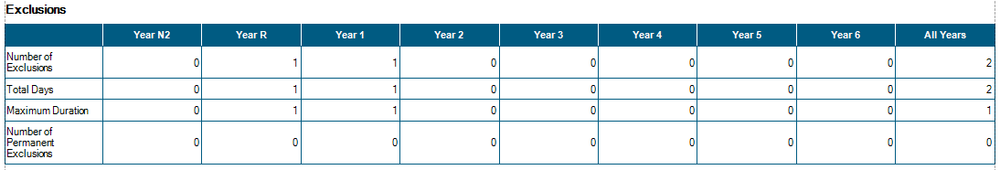 Exclusions
Year N2 Year R Year 1 Year 2 Year 3 Year 4 Year 5 Year 6 All Years
Number of
Exclusions 0 1 1 0 0 0 0 0 2
Total Days 0 1 1 0 0 0 0 0 2
Maximum Duration 0 1 1 0 0 0 0 0 1
Number of
Permanent
Exclusions 0 0 0 0 0 0 0 0 0